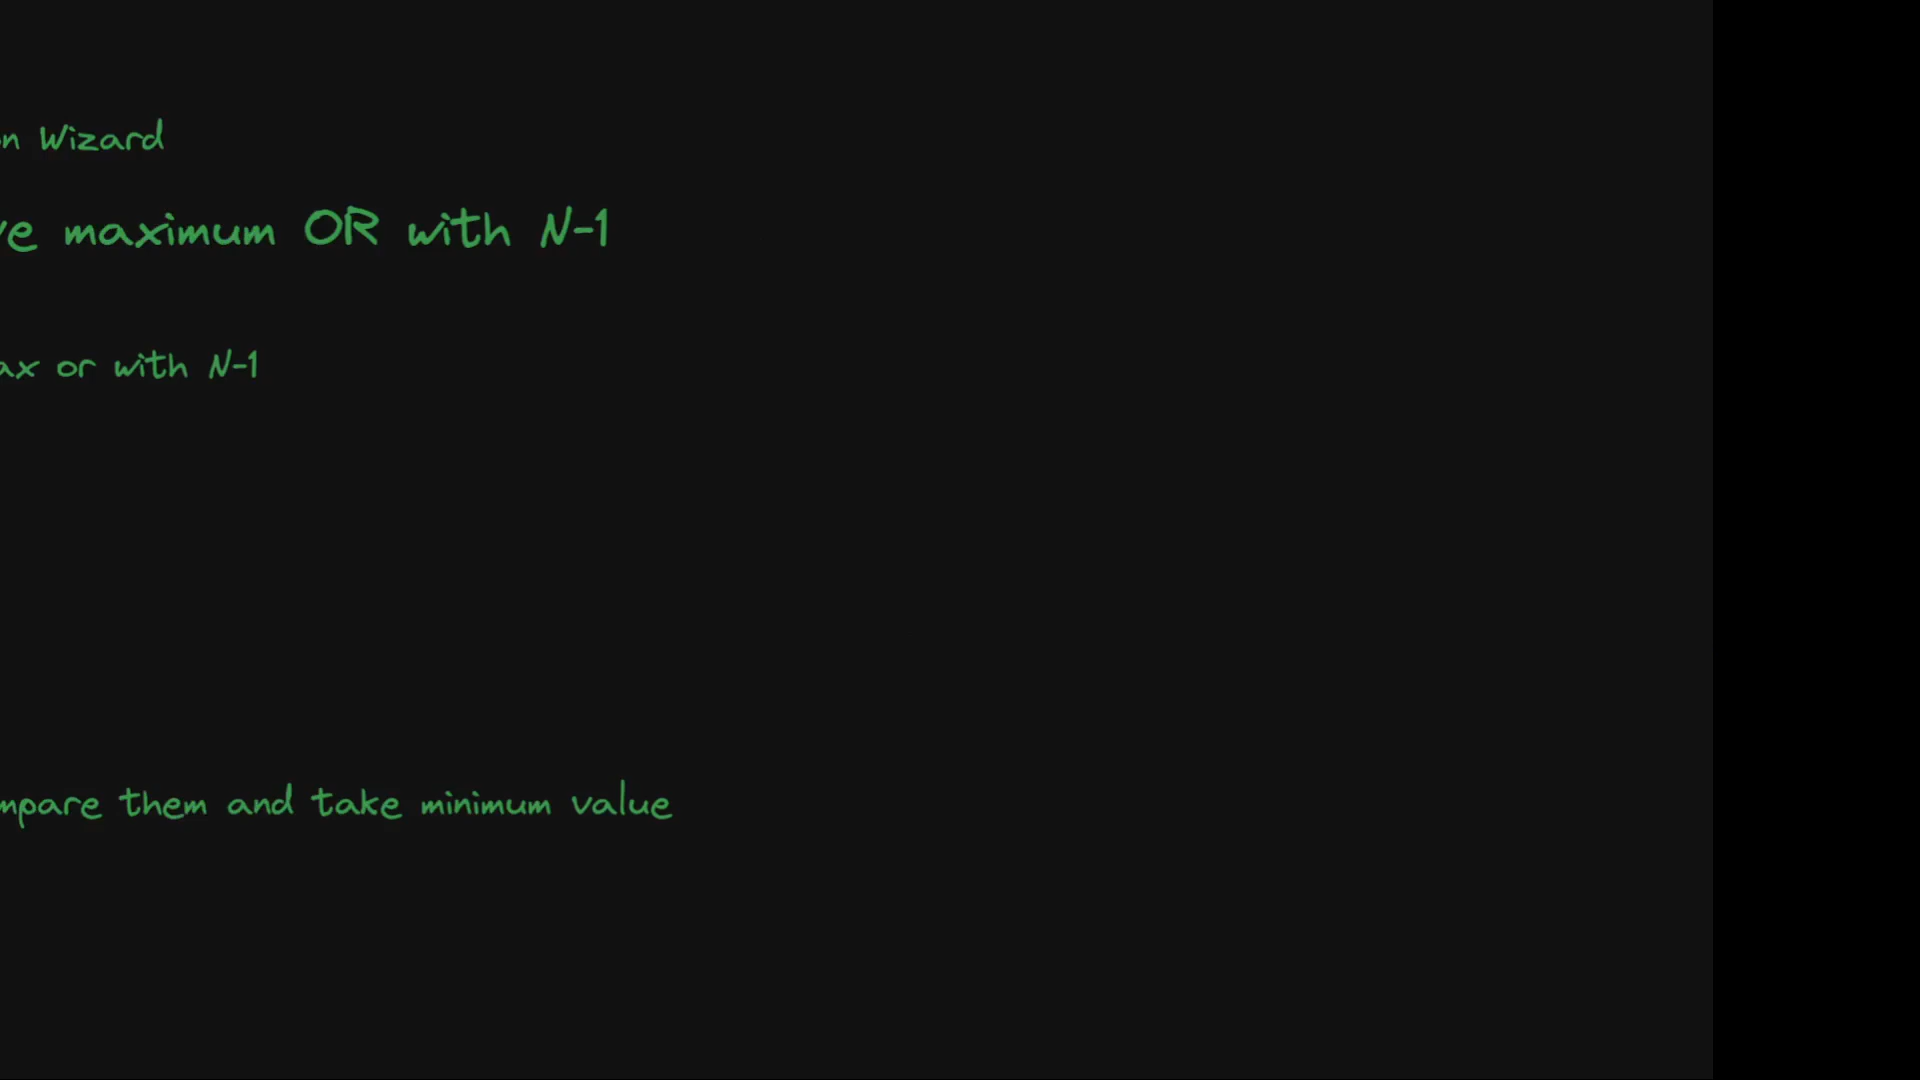 Wizard
maximum OR with N-1
or with N-1
them and take minimum value